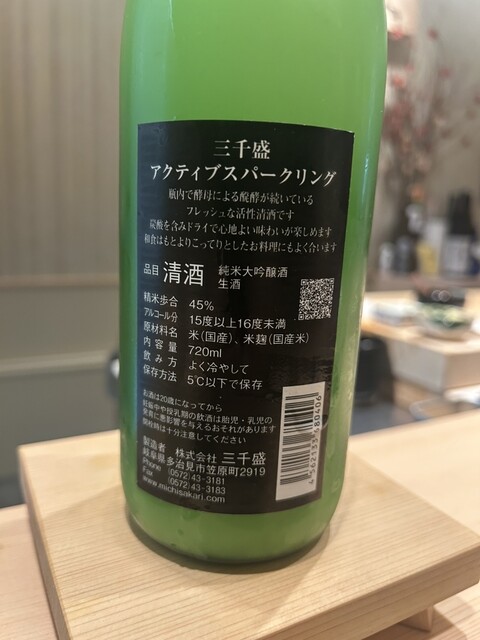 三千盛
アクティブスパークリング
瓶内で酵母による醗酵が続いている
フレッシュな活性清酒です
炭酸を含みドライで心地よい味わいが楽しめます
和食はもとよりこってりとしたお料理にもよく合います
品目 清酒 純米大吟醸酒
生酒
精米歩合 45%
アルコール分 15度以上16度未満
原材料名 米(国産)、米麹(国産米)
内容量 720ml
飲み方 よく冷やして
保存方法 5℃以下で保存
お酒は20歳になってから
妊娠中や授乳期の飲酒は胎児・乳児の
発育に悪影響を与えるおそれがあります
開栓時は十分注意してください
製造者 株式会社 三千盛
岐阜県多治見市笠原町2919
Phone (0572)43-3181
Fax (0572)43-3183
www.michisakari.com
4 562135 580406